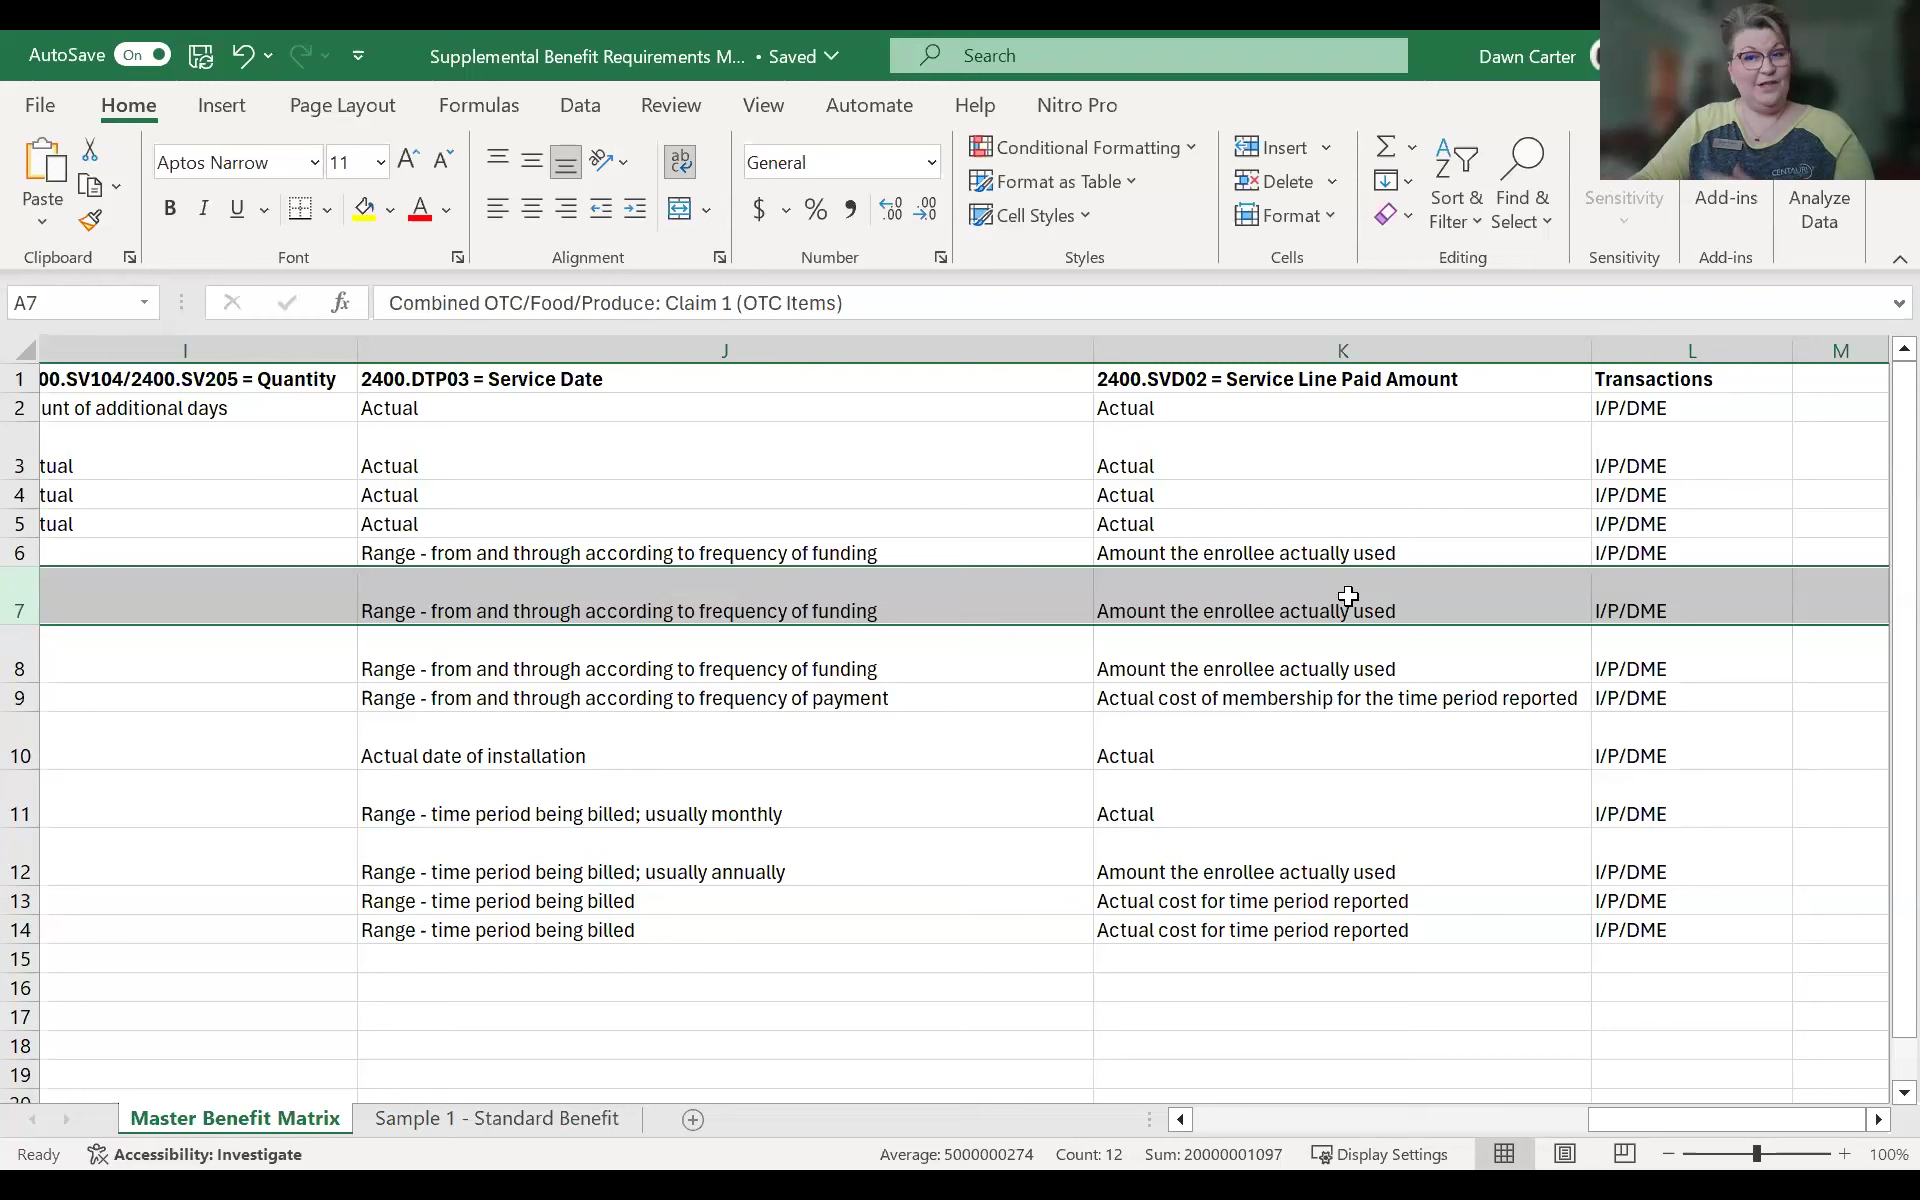 AutoSave On Supplemental Benefit Requirements M... • Saved Search Dawn Carter
File Home Insert Page Layout Formulas Data Review View Automate Help Nitro Pro
Paste
Clipboard
Aptos Narrow 11
B I U A
Font
ab
Alignment
General
$ % 9 .00
Number
Conditional Formatting
Format as Table
Cell Styles
Styles
Insert
Delete
Format
Cells
Sort & Filter
Find & Select
Editing
Sensitivity
Sensitivity
Add-ins
Add-ins
Analyze Data
CENTAURI
A7 fx Combined OTC/Food/Produce: Claim 1 (OTC Items)
I J K L M
1 00.SV104/2400.SV205 = Quantity 2400.DTP03 = Service Date 2400.SVD02 = Service Line Paid Amount Transactions
2 unt of additional days Actual Actual I/P/DME
3 tual Actual Actual I/P/DME
4 tual Actual Actual I/P/DME
5 tual Actual Actual I/P/DME
6 Range - from and through according to frequency of funding Amount the enrollee actually used I/P/DME
7 Range - from and through according to frequency of funding Amount the enrollee actually used I/P/DME
8 Range - from and through according to frequency of funding Amount the enrollee actually used I/P/DME
9 Range - from and through according to frequency of payment Actual cost of membership for the time period reported I/P/DME
10 Actual date of installation Actual I/P/DME
11 Range - time period being billed; usually monthly Actual I/P/DME
12 Range - time period being billed; usually annually Amount the enrollee actually used I/P/DME
13 Range - time period being billed Actual cost for time period reported I/P/DME
14 Range - time period being billed Actual cost for time period reported I/P/DME
15
16
17
18
19
20
Master Benefit Matrix Sample 1 - Standard Benefit
Ready Accessibility: Investigate Average: 5000000274 Count: 12 Sum: 20000001097 Display Settings 100%